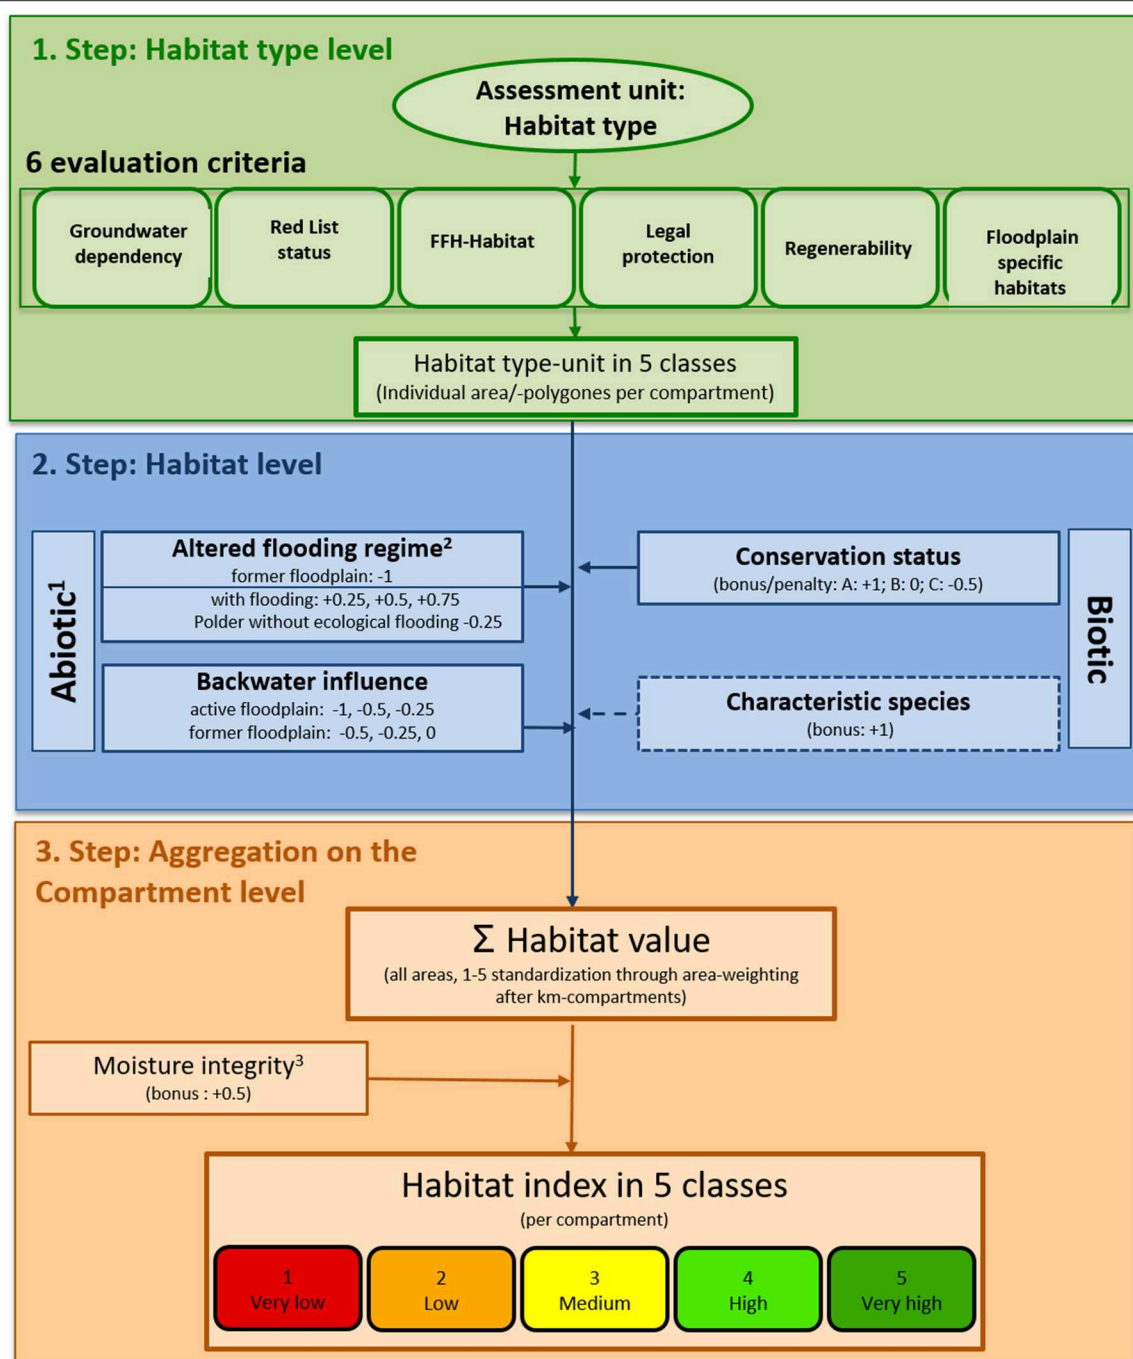 1. Step: Habitat type level
Assessment unit:
Habitat type
6 evaluation criteria
Groundwater
dependency
Red List
status
FFH-Habitat
Legal
protection
Regenerability
Floodplain
specific
habitats
Habitat type-unit in 5 classes
(Individual area/-polygones per compartment)
2. Step: Habitat level
Abiotic¹
Altered flooding regime²
former floodplain: -1
with flooding: +0.25, +0.5, +0.75
Polder without ecological flooding -0.25
Backwater influence
active floodplain: -1, -0.5, -0.25
former floodplain: -0.5, -0.25, 0
Conservation status
(bonus/penalty: A: +1; B: 0; C: -0.5)
Characteristic species
(bonus: +1)
Biotic
3. Step: Aggregation on the
Compartment level
Σ Habitat value
(all areas, 1-5 standardization through area-weighting
after km-compartments)
Moisture integrity³
(bonus : +0.5)
Habitat index in 5 classes
(per compartment)
1
Very low
2
Low
3
Medium
4
High
5
Very high